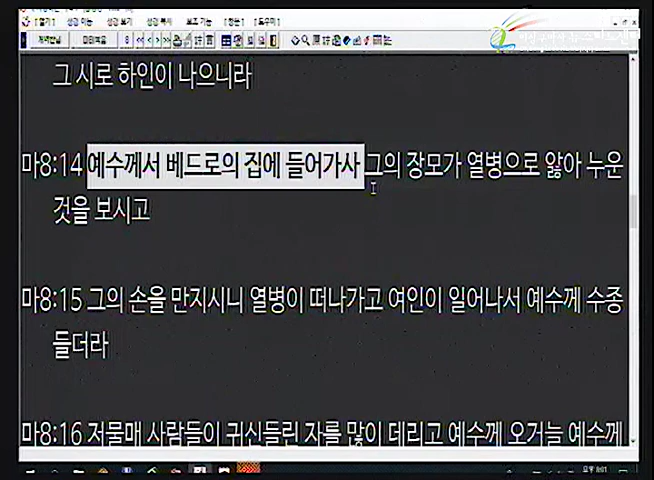 그 시로 하인이 나으니라
마8:14 예수께서 베드로의 집에 들어가사 그의 장모가 열병으로 앓아 누운
것을 보시고
마8:15 그의 손을 만지시니 열병이 떠나가고 여인이 일어나서 예수께 수종
들더라
마8:16 저물매 사람들이 귀신들린 자를 많이 데리고 예수께 오거늘 예수께